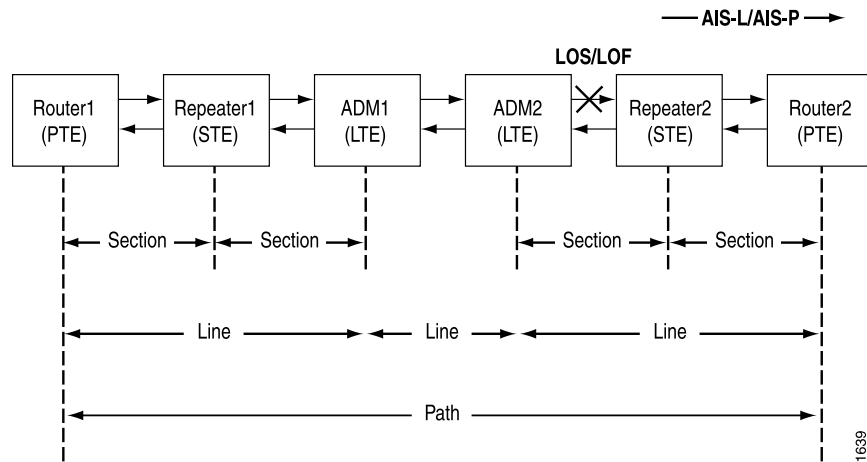 AIS-L/AIS-P
LOS/LOF
Router1
(PTE)
Repeater1
(STE)
ADM1
(LTE)
ADM2
(LTE)
Repeater2
(STE)
Router2
(PTE)
Section
Section
Section
Section
Line
Line
Line
Path
1639